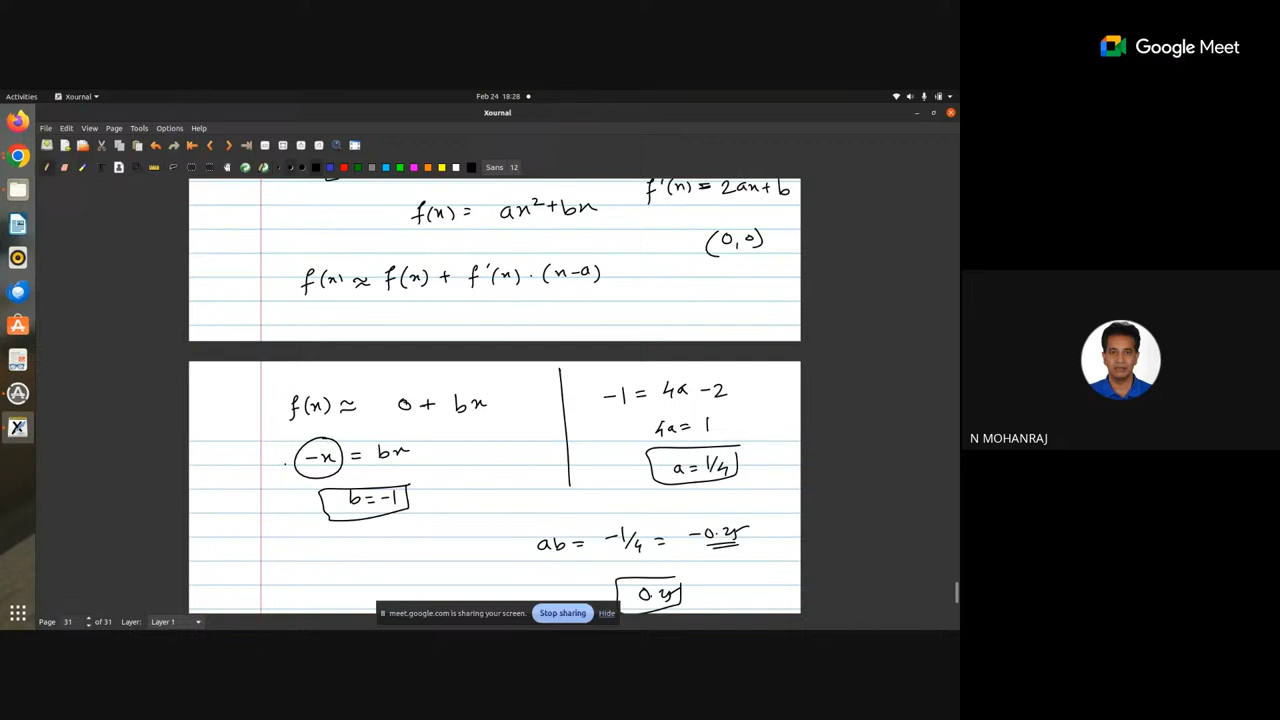 Google Meet
Activities
Xournal
Feb 24 18:28
Xournal
File Edit View Page Tools Options Help
Sans 12
f'(x) = 2ax+b
f(x) = ax²+bx
(0,0)
f(x) ≈ f(x) + f'(x) · (x-a)
f(x) ≈ 0 + bx
-x = bx
b = -1
-1 = 4a -2
4a = 1
a = 1/4
ab = -1/4 = -0.25
0.25
meet.google.com is sharing your screen. Stop sharing Hide
Page 31 of 31 Layer: Layer 1
N MOHANRAJ